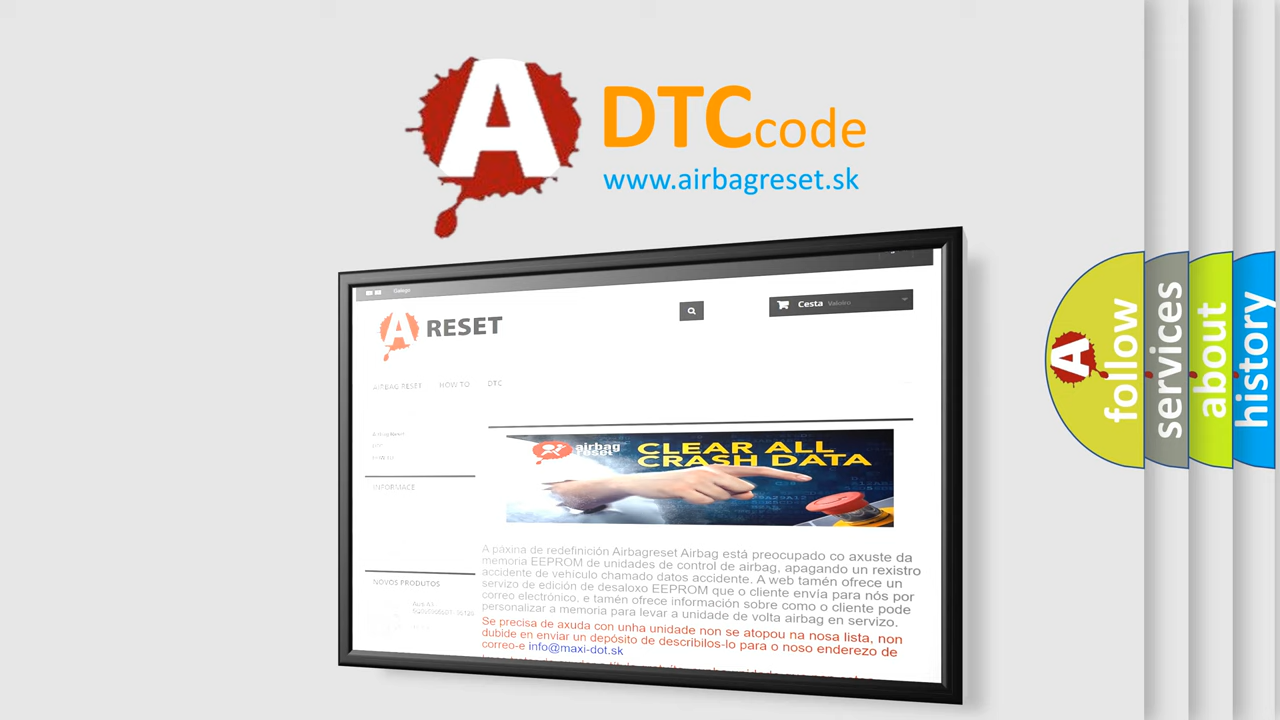 A
DTCcode
www.airbagreset.sk
Galego
A RESET
Cesta Valeiro
AIRBAG RESET HOW TO DTC
INFORMACE
NOVOS PRODUTOS
airbag
reset
CLEAR ALL
CRASH DATA
A páxina de redefinición Airbagreset Airbag está preocupado co axuste da
memoria EEPROM de unidades de control de airbag, apagando un rexistro
accidente de vehículo chamado datos accidente. A web tamén ofrece un
servizo de edición de desaloxo EEPROM que o cliente envía para nós por
correo electrónico, e tamén ofrece información sobre como o cliente pode
personalizar a memoria para levar a unidade de volta airbag en servizo.
Se precisa de axuda con unha unidade non se atopou na nosa lista, non
dubide en enviar un depósito de describilos-lo para o noso enderezo de
correo-e info@maxi-dot.sk
A
follow
services
about
history